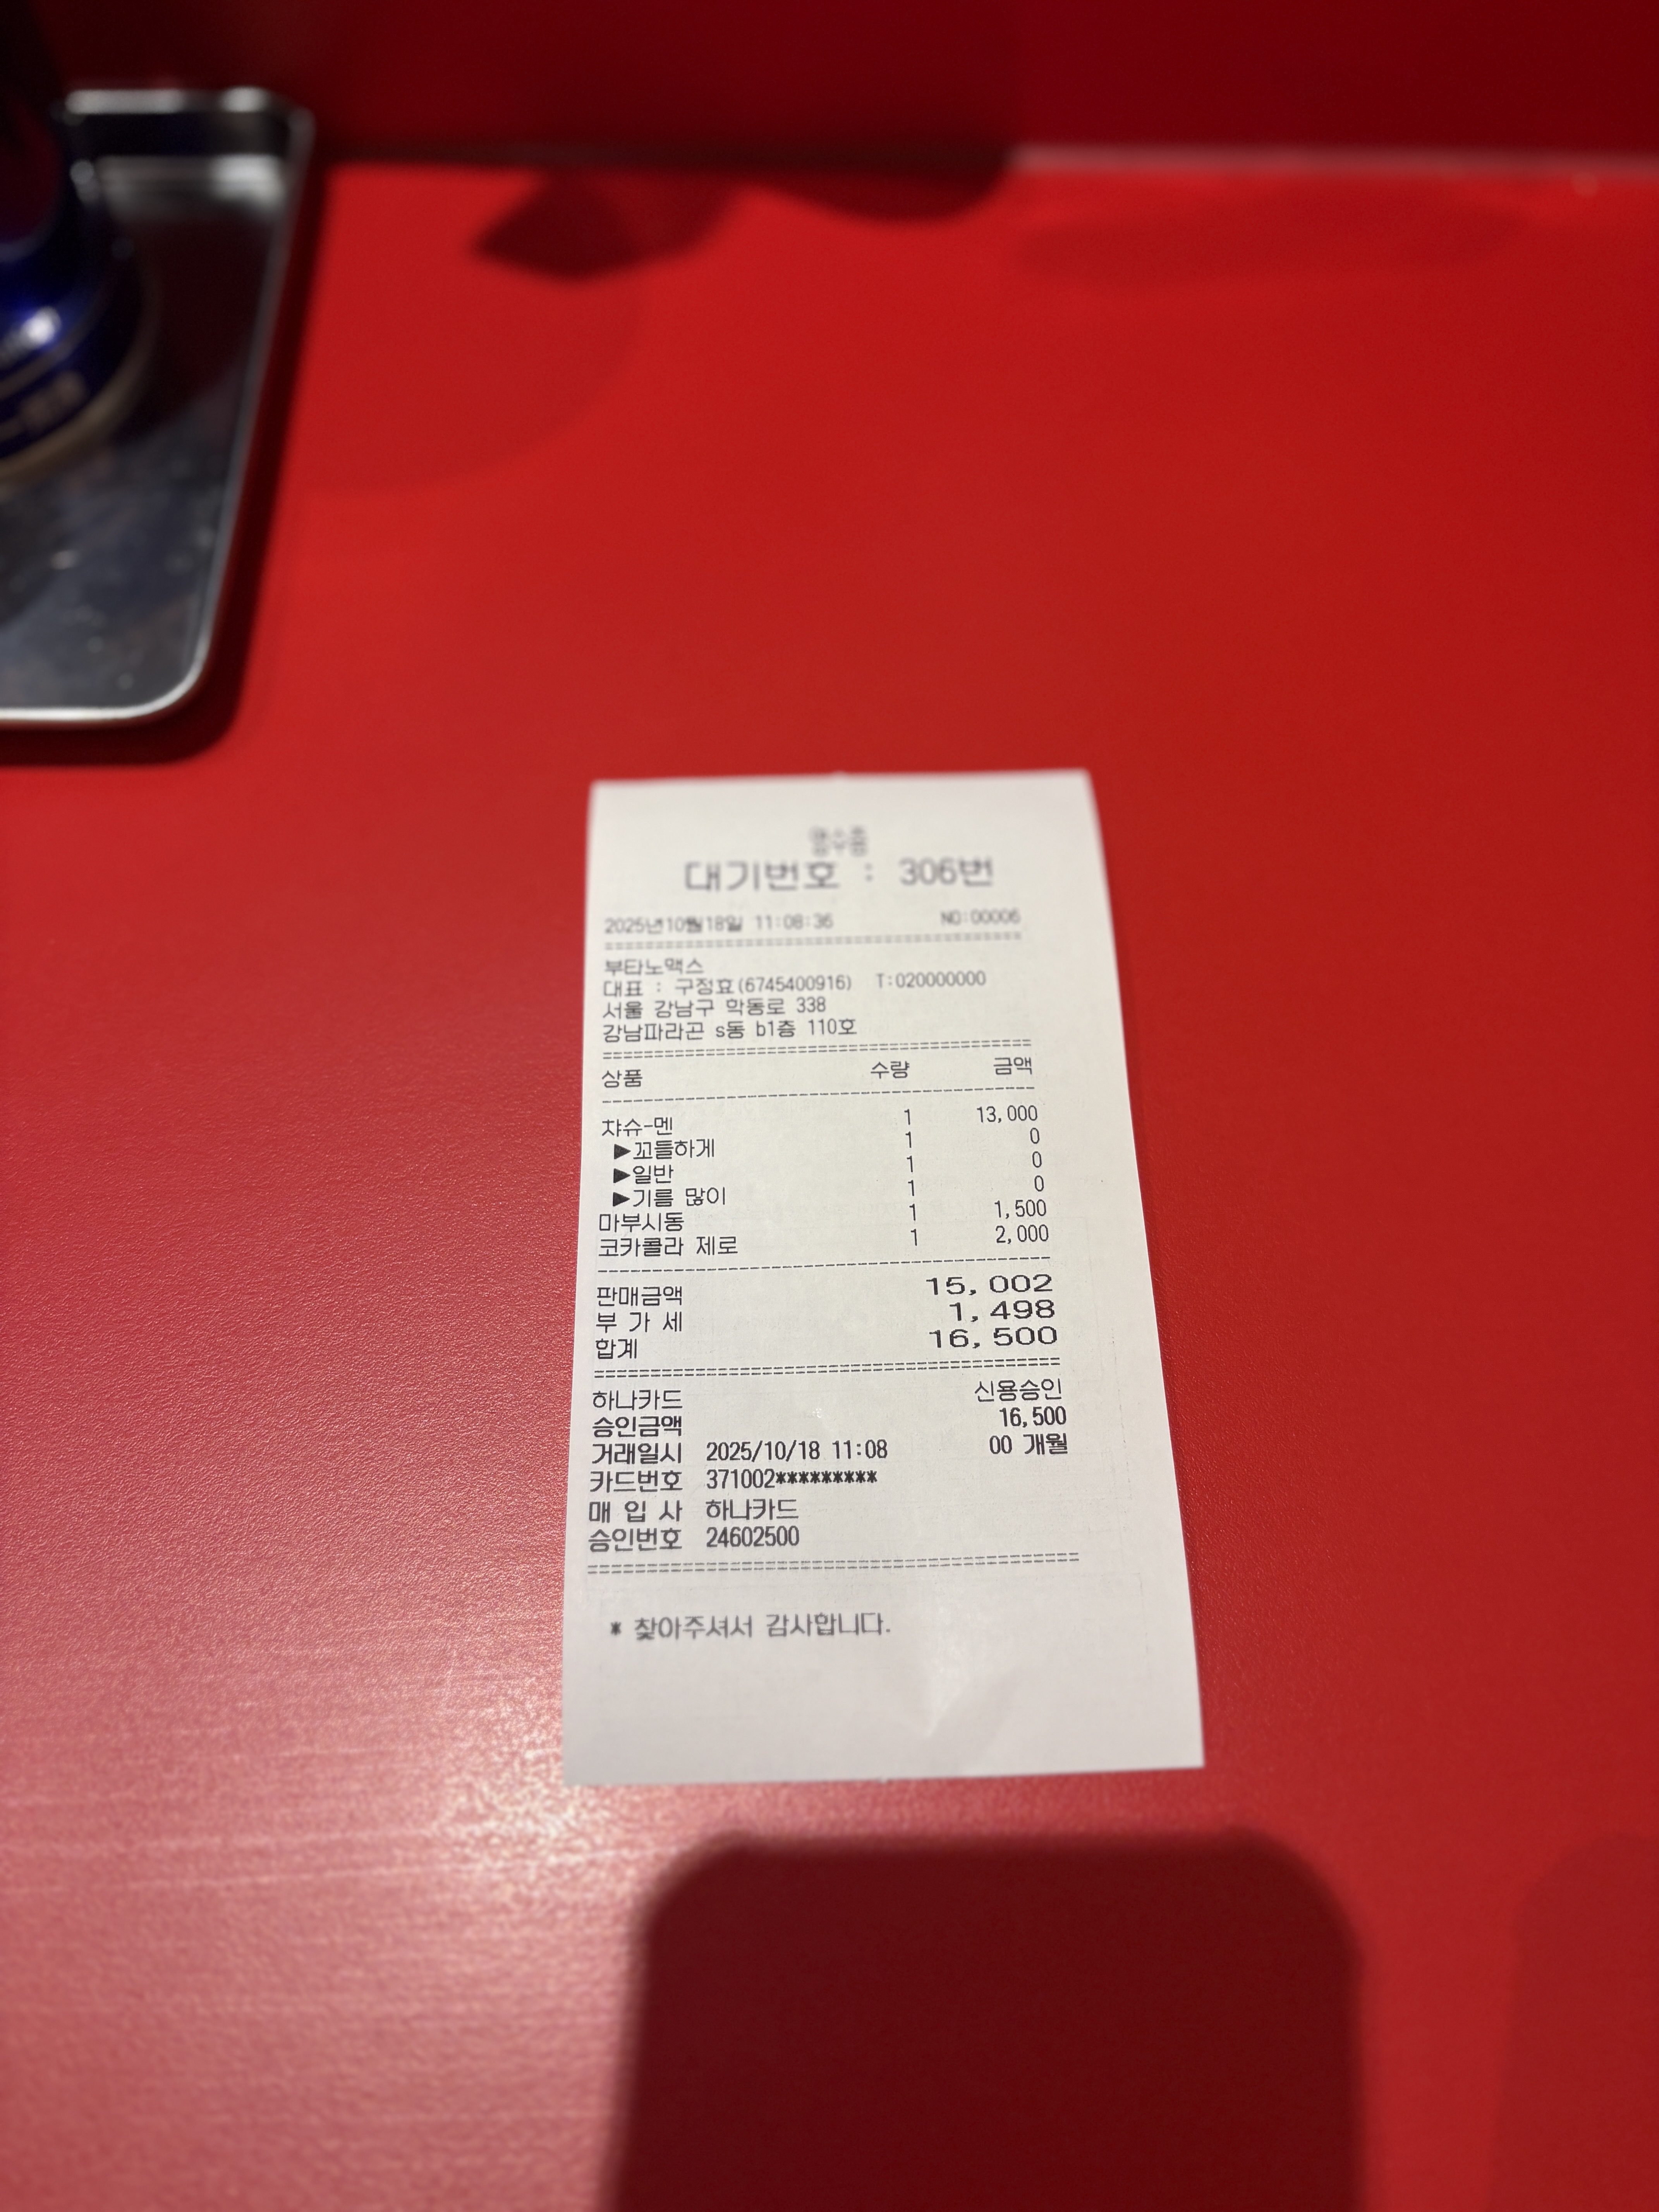 영수증
대기번호 : 306번
2025년10월18일 11:08:36 NO:00006
========================================
부타노맥스
대표 : 구정효(6745400916) T:020000000
서울 강남구 학동로 338
강남파라곤 s동 b1층 110호
========================================
상품 수량 금액
----------------------------------------
챠슈-멘 1 13,000
▶꼬들하게 1 0
▶일반 1 0
▶기름 많이 1 0
마부시동 1 1,500
코카콜라 제로 1 2,000
----------------------------------------
판매금액 15,002
부 가 세 1,498
합계 16,500
========================================
하나카드 신용승인
승인금액 16,500
거래일시 2025/10/18 11:08 00 개월
카드번호 371002*********
매 입 사 하나카드
승인번호 24602500
========================================
* 찾아주셔서 감사합니다.